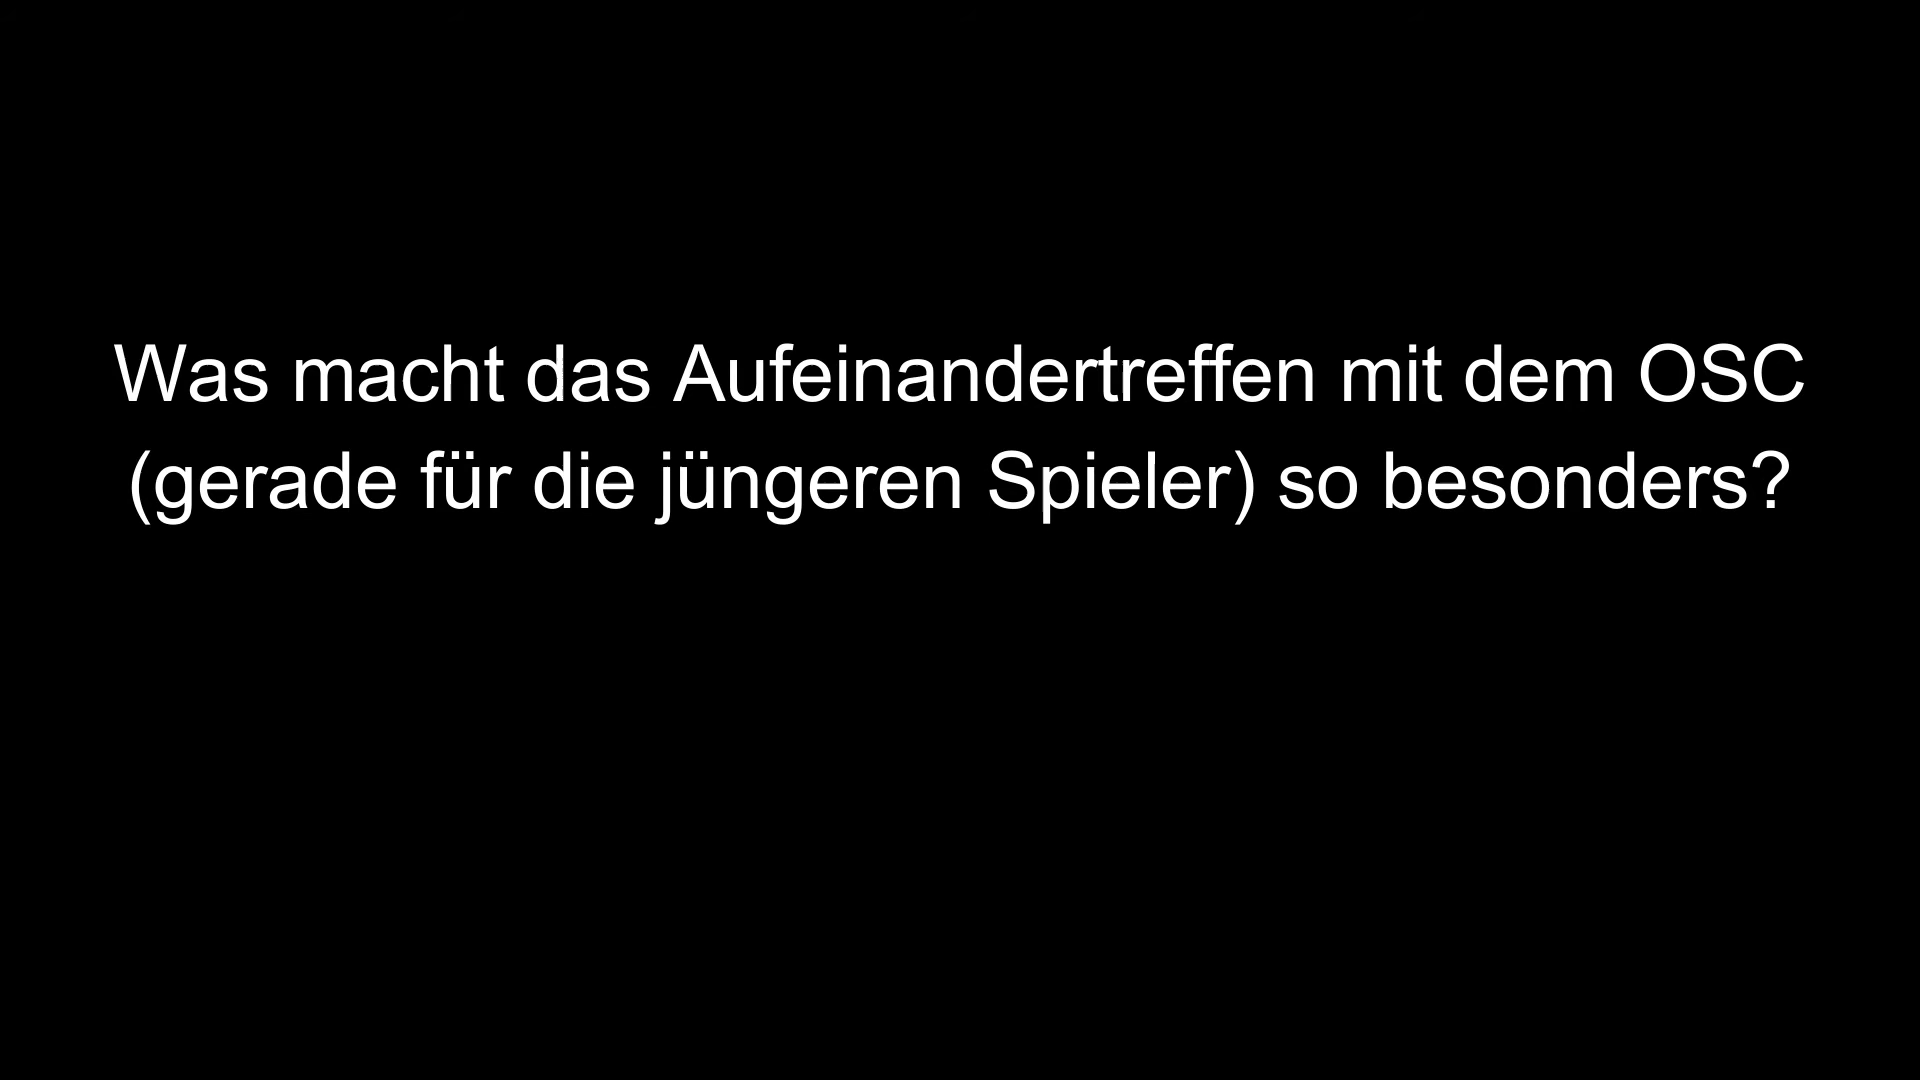 Was macht das Aufeinandertreffen mit dem OSC
(gerade für die jüngeren Spieler) so besonders?